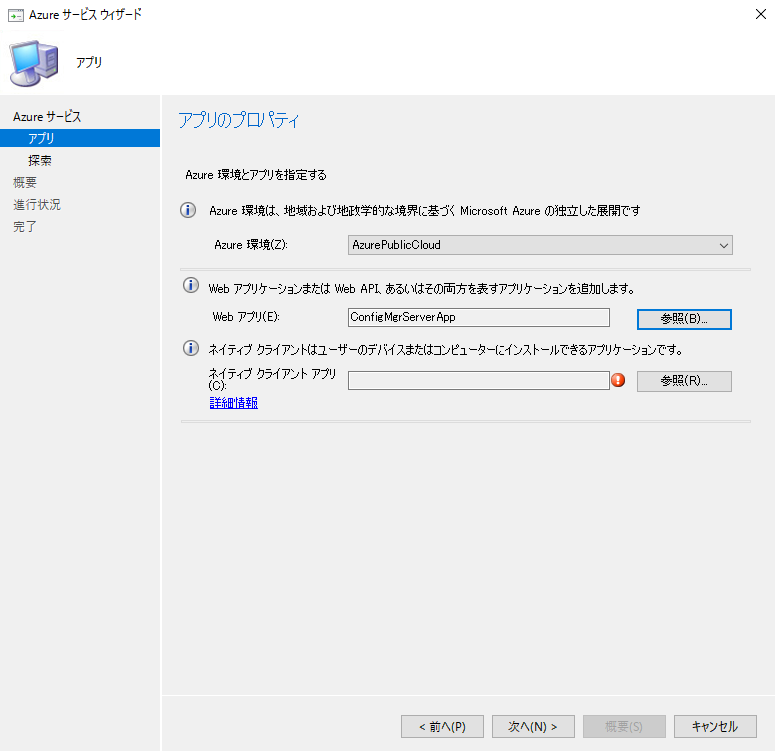 Azure サービス ウィザード
アプリ
Azure サービス
アプリ
探索
概要
進行状況
完了
アプリのプロパティ
Azure 環境とアプリを指定する
Azure 環境は、地域および地政学的な境界に基づく Microsoft Azure の独立した展開です
Azure 環境(Z):
AzurePublicCloud
Web アプリケーションまたは Web API、あるいはその両方を表すアプリケーションを追加します。
Web アプリ(E):
ConfigMgrServerApp
参照(B)...
ネイティブ クライアントはユーザーのデバイスまたはコンピューターにインストールできるアプリケーションです。
ネイティブ クライアント アプリ
(C):
参照(R)...
詳細情報
< 前へ(P)
次へ(N) >
概要(S)
キャンセル